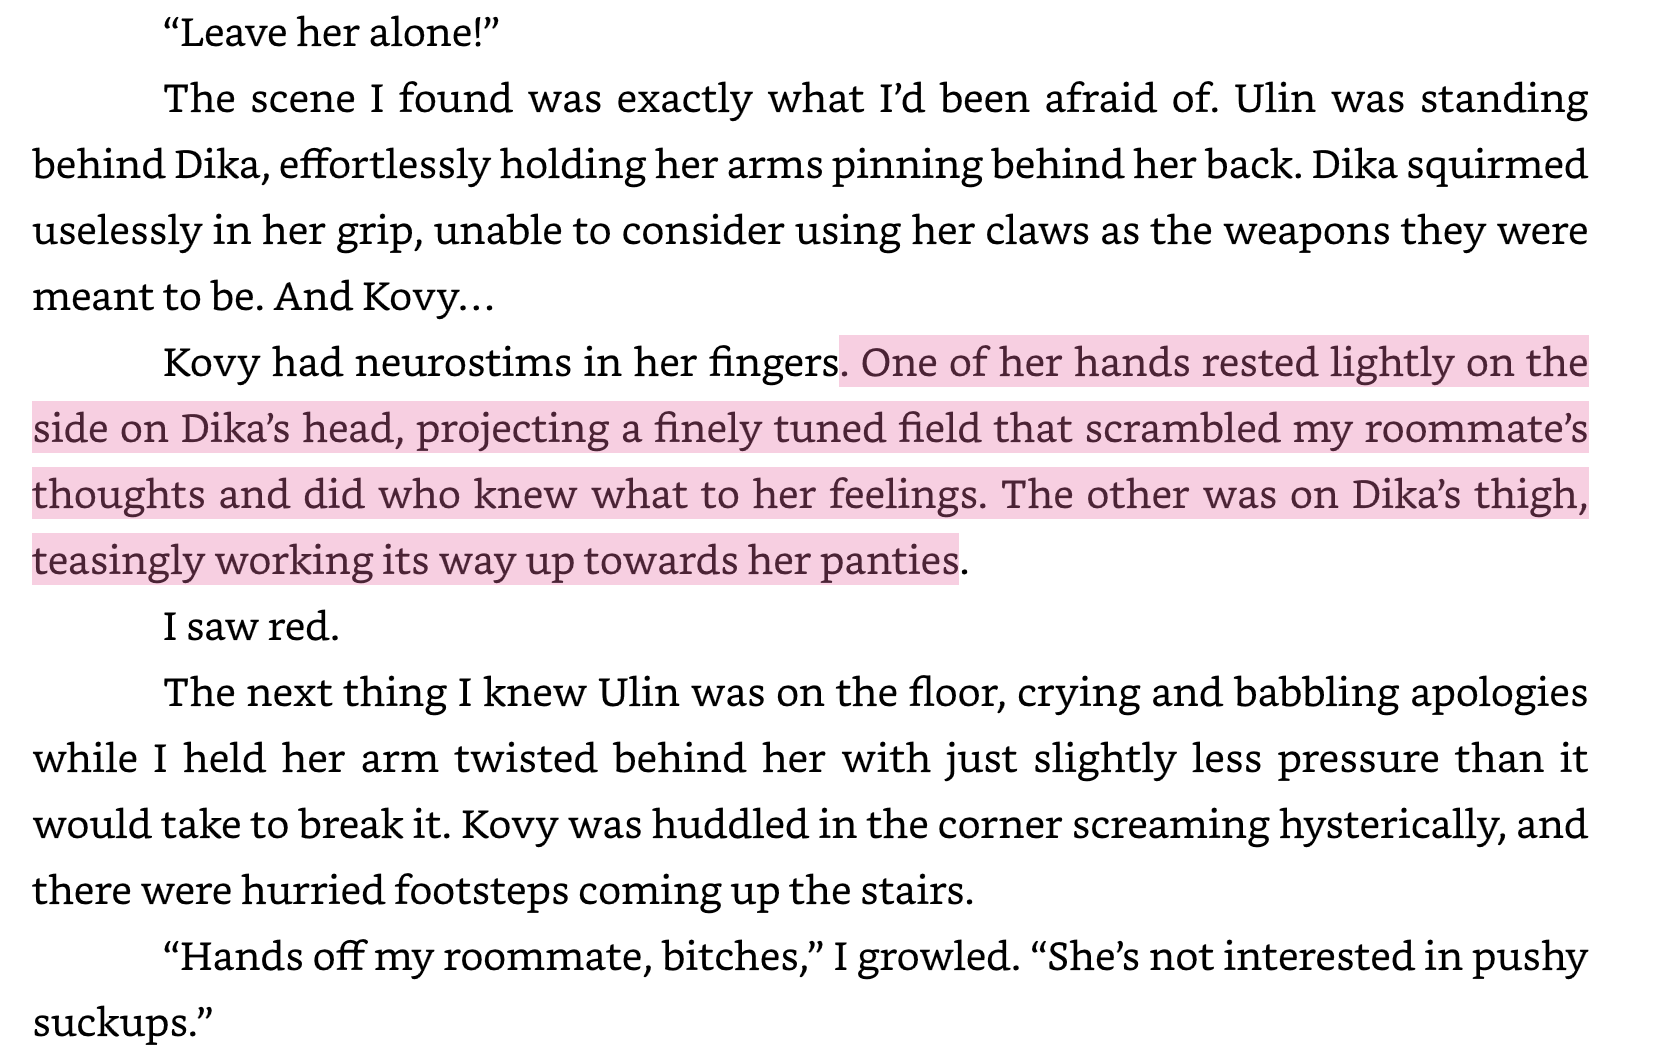 “Leave her alone!”
The scene I found was exactly what I’d been afraid of. Ulin was standing
behind Dika, effortlessly holding her arms pinning behind her back. Dika squirmed
uselessly in her grip, unable to consider using her claws as the weapons they were
meant to be. And Kovy…
Kovy had neurostims in her fingers. One of her hands rested lightly on the
side on Dika’s head, projecting a finely tuned field that scrambled my roommate’s
thoughts and did who knew what to her feelings. The other was on Dika’s thigh,
teasingly working its way up towards her panties.
I saw red.
The next thing I knew Ulin was on the floor, crying and babbling apologies
while I held her arm twisted behind her with just slightly less pressure than it
would take to break it. Kovy was huddled in the corner screaming hysterically, and
there were hurried footsteps coming up the stairs.
“Hands off my roommate, bitches,” I growled. “She’s not interested in pushy
suckups.”